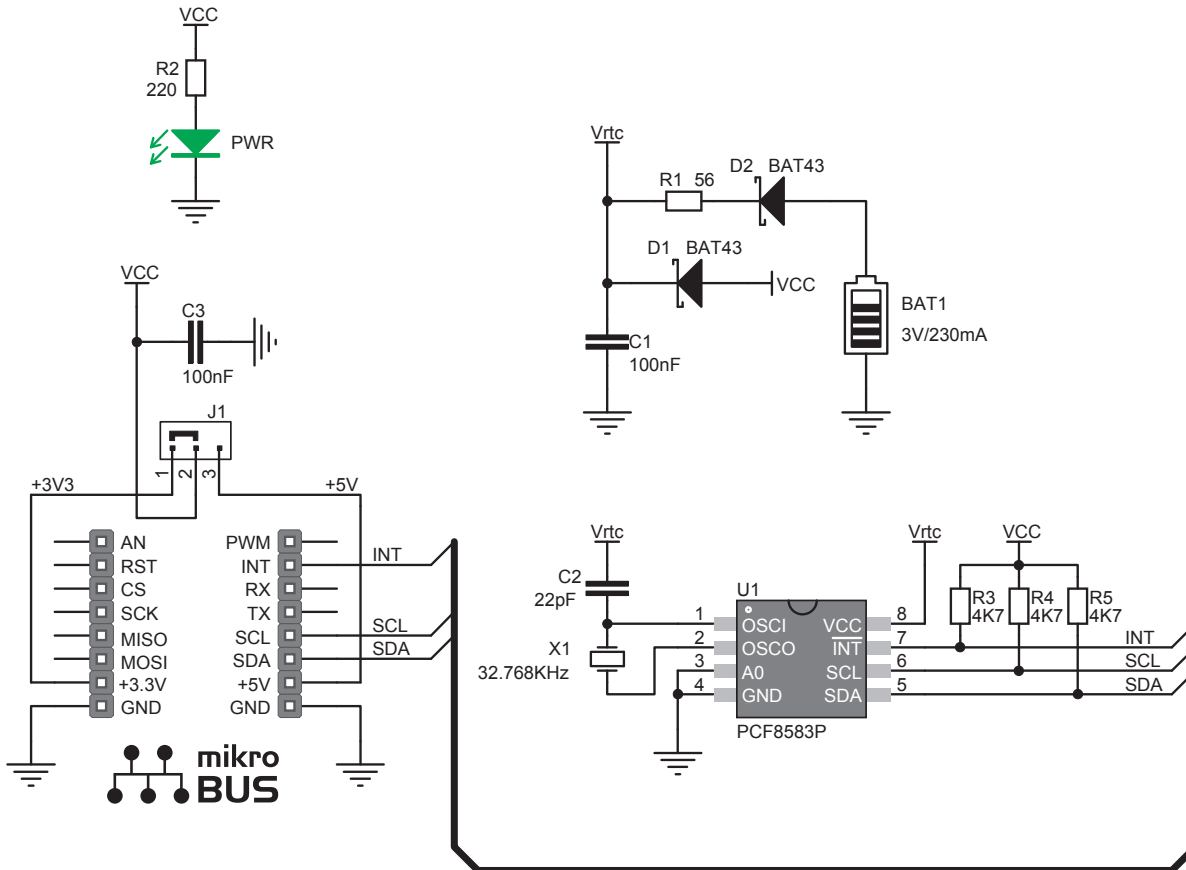 VCC
R2
220
PWR
VCC
C3
100nF
J1
1
2
3
+3V3
+5V
AN
RST
CS
SCK
MISO
MOSI
+3.3V
GND
PWM
INT
RX
TX
SCL
SDA
+5V
GND
INT
SCL
SDA
mikro
BUS
Vrtc
R1 56
D2 BAT43
D1 BAT43
VCC
C1
100nF
BAT1
3V/230mA
Vrtc
C2
22pF
X1
32.768KHz
U1
1
2
3
4
OSCI
OSCO
A0
GND
VCC
INT
SCL
SDA
8
7
6
5
PCF8583P
Vrtc
VCC
R3
4K7
R4
4K7
R5
4K7
INT
SCL
SDA